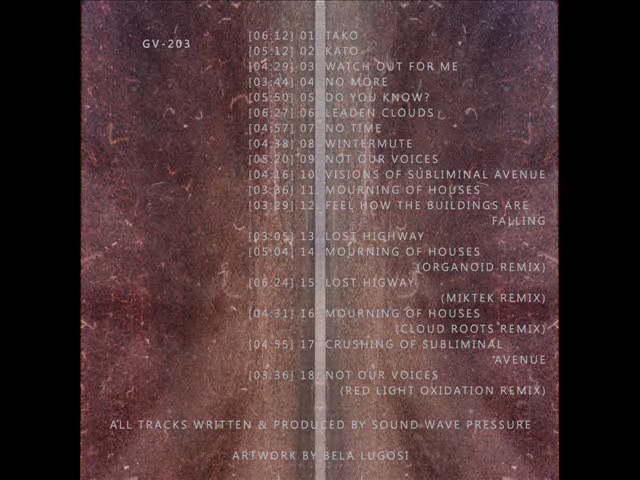 GV-203
[06:12] 01. TAKO
[05:12] 02. KATO
[04:29] 03. WATCH OUT FOR ME
[03:44] 04. NO MORE
[05:50] 05. DO YOU KNOW?
[06:27] 06. LEADEN CLOUDS
[04:57] 07. NO TIME
[04:38] 08. WINTERMUTE
[05:20] 09. NOT OUR VOICES
[04:16] 10. VISIONS OF SUBLIMINAL AVENUE
[03:36] 11. MOURNING OF HOUSES
[03:29] 12. FEEL HOW THE BUILDINGS ARE
FALLING
[03:05] 13. LOST HIGHWAY
[05:04] 14. MOURNING OF HOUSES
(ORGANOID REMIX)
[06:24] 15. LOST HIGWAY
(MIKTEK REMIX)
[04:31] 16. MOURNING OF HOUSES
(CLOUD ROOTS REMIX)
[04:55] 17. CRUSHING OF SUBLIMINAL
AVENUE
[03:36] 18. NOT OUR VOICES
(RED LIGHT OXIDATION REMIX)
ALL TRACKS WRITTEN & PRODUCED BY SOUND WAVE PRESSURE
ARTWORK BY BELA LUGOSI